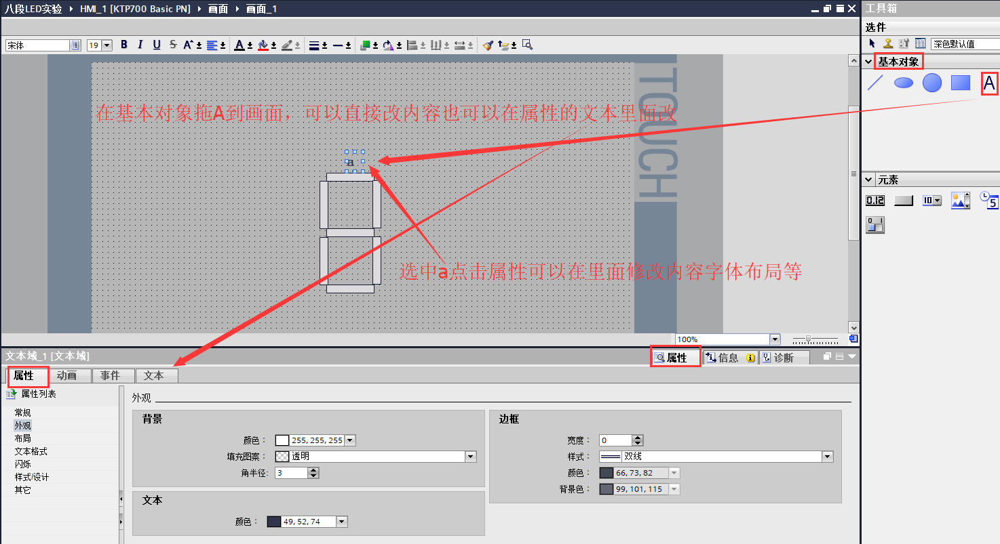 八段LED实验 HMI_1 [KTP700 Basic PN] 画面 画面_1
宋体 19 B I U S A A
TOUCH
在基本对象拖A到画面，可以直接改内容也可以在属性的文本里面改
a
选中a点击属性可以在里面修改内容字体布局等
100%
工具箱
选件
深色默认值
基本对象
A
元素
0.12 10 5
0 1
文本域_1 [文本域] 属性 信息 诊断
属性 动画 事件 文本
属性列表
常规
外观
布局
文本格式
闪烁
样式/设计
其它
外观
背景
颜色： 255, 255, 255
填充图案： 透明
角半径: 3
文本
颜色： 49, 52, 74
边框
宽度： 0
样式： 双线
颜色： 66, 73, 82
背景色： 99, 101, 115